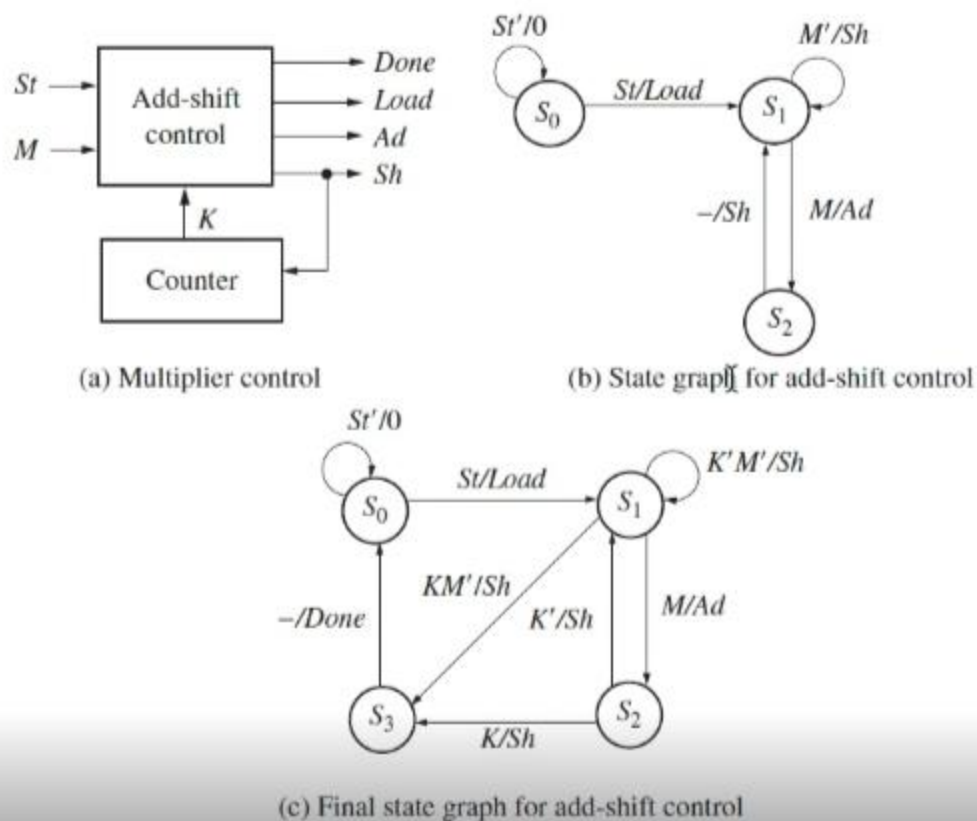 St
M
Add-shift
control
Done
Load
Ad
Sh
K
Counter
(a) Multiplier control
St'/0
M'/Sh
S0
St/Load
S1
–/Sh
M/Ad
S2
(b) State graph for add-shift control
St'/0
K'M'/Sh
S0
St/Load
S1
KM'/Sh
K'/Sh
M/Ad
–/Done
S3
K/Sh
S2
(c) Final state graph for add-shift control